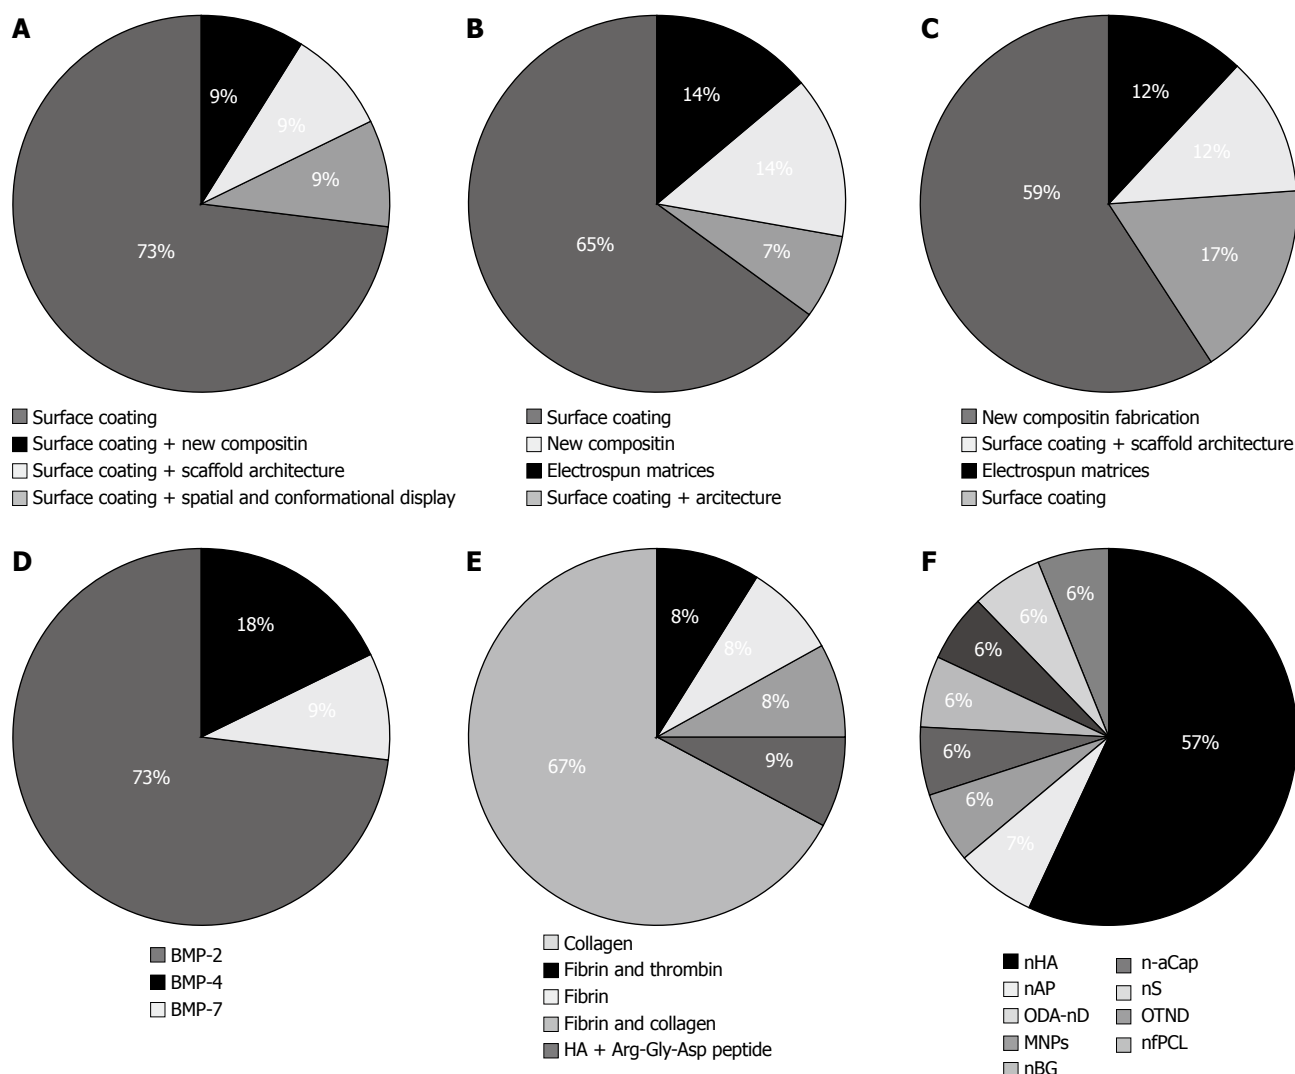 A
9%
9%
9%
73%
Surface coating
Surface coating + new compositin
Surface coating + scaffold architecture
Surface coating + spatial and conformational display
B
14%
14%
7%
65%
Surface coating
New compositin
Electrospun matrices
Surface coating + arcitecture
C
12%
12%
17%
59%
New compositin fabrication
Surface coating + scaffold architecture
Electrospun matrices
Surface coating
D
18%
9%
73%
BMP-2
BMP-4
BMP-7
E
8%
8%
8%
9%
67%
Collagen
Fibrin and thrombin
Fibrin
Fibrin and collagen
HA + Arg-Gly-Asp peptide
F
57%
7%
6%
6%
6%
6%
6%
6%
nHA
nAP
ODA-nD
MNPs
nBG
n-aCap
nS
OTND
nfPCL